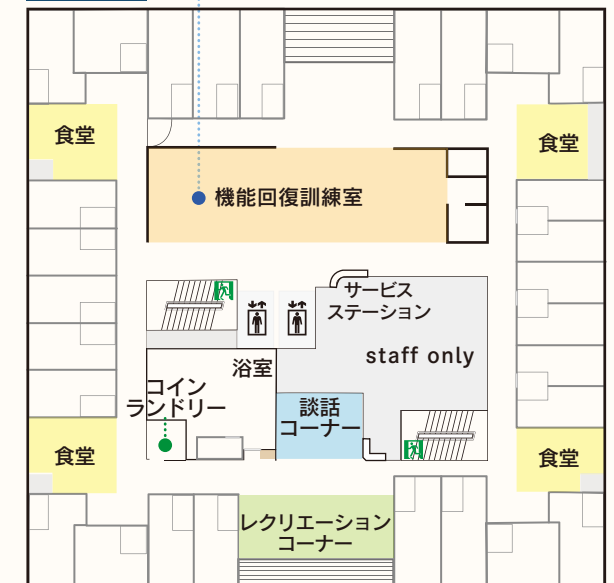 食堂
食堂
機能回復訓練室
サービス
ステーション
staff only
浴室
コイン
ランドリー
談話
コーナー
食堂
食堂
レクリエーション
コーナー